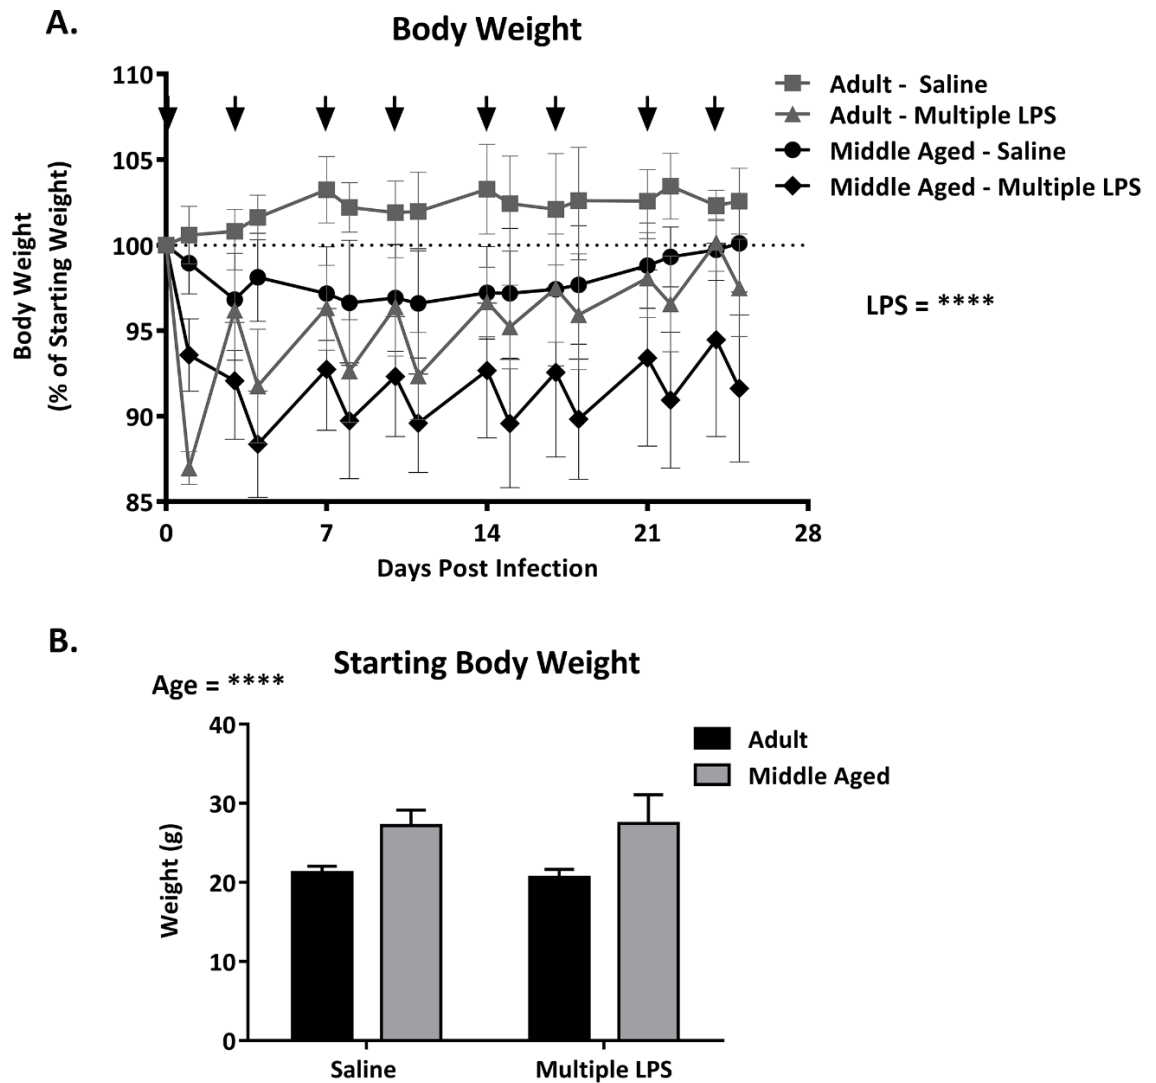 A.
Body Weight
Adult - Saline
Adult - Multiple LPS
Middle Aged - Saline
Middle Aged - Multiple LPS
LPS = ****
Body Weight
(% of Starting Weight)
110
105
100
95
90
85
0 7 14 21 28
Days Post Infection
B.
Starting Body Weight
Age = ****
Adult
Middle Aged
Weight (g)
40
30
20
10
0
Saline Multiple LPS